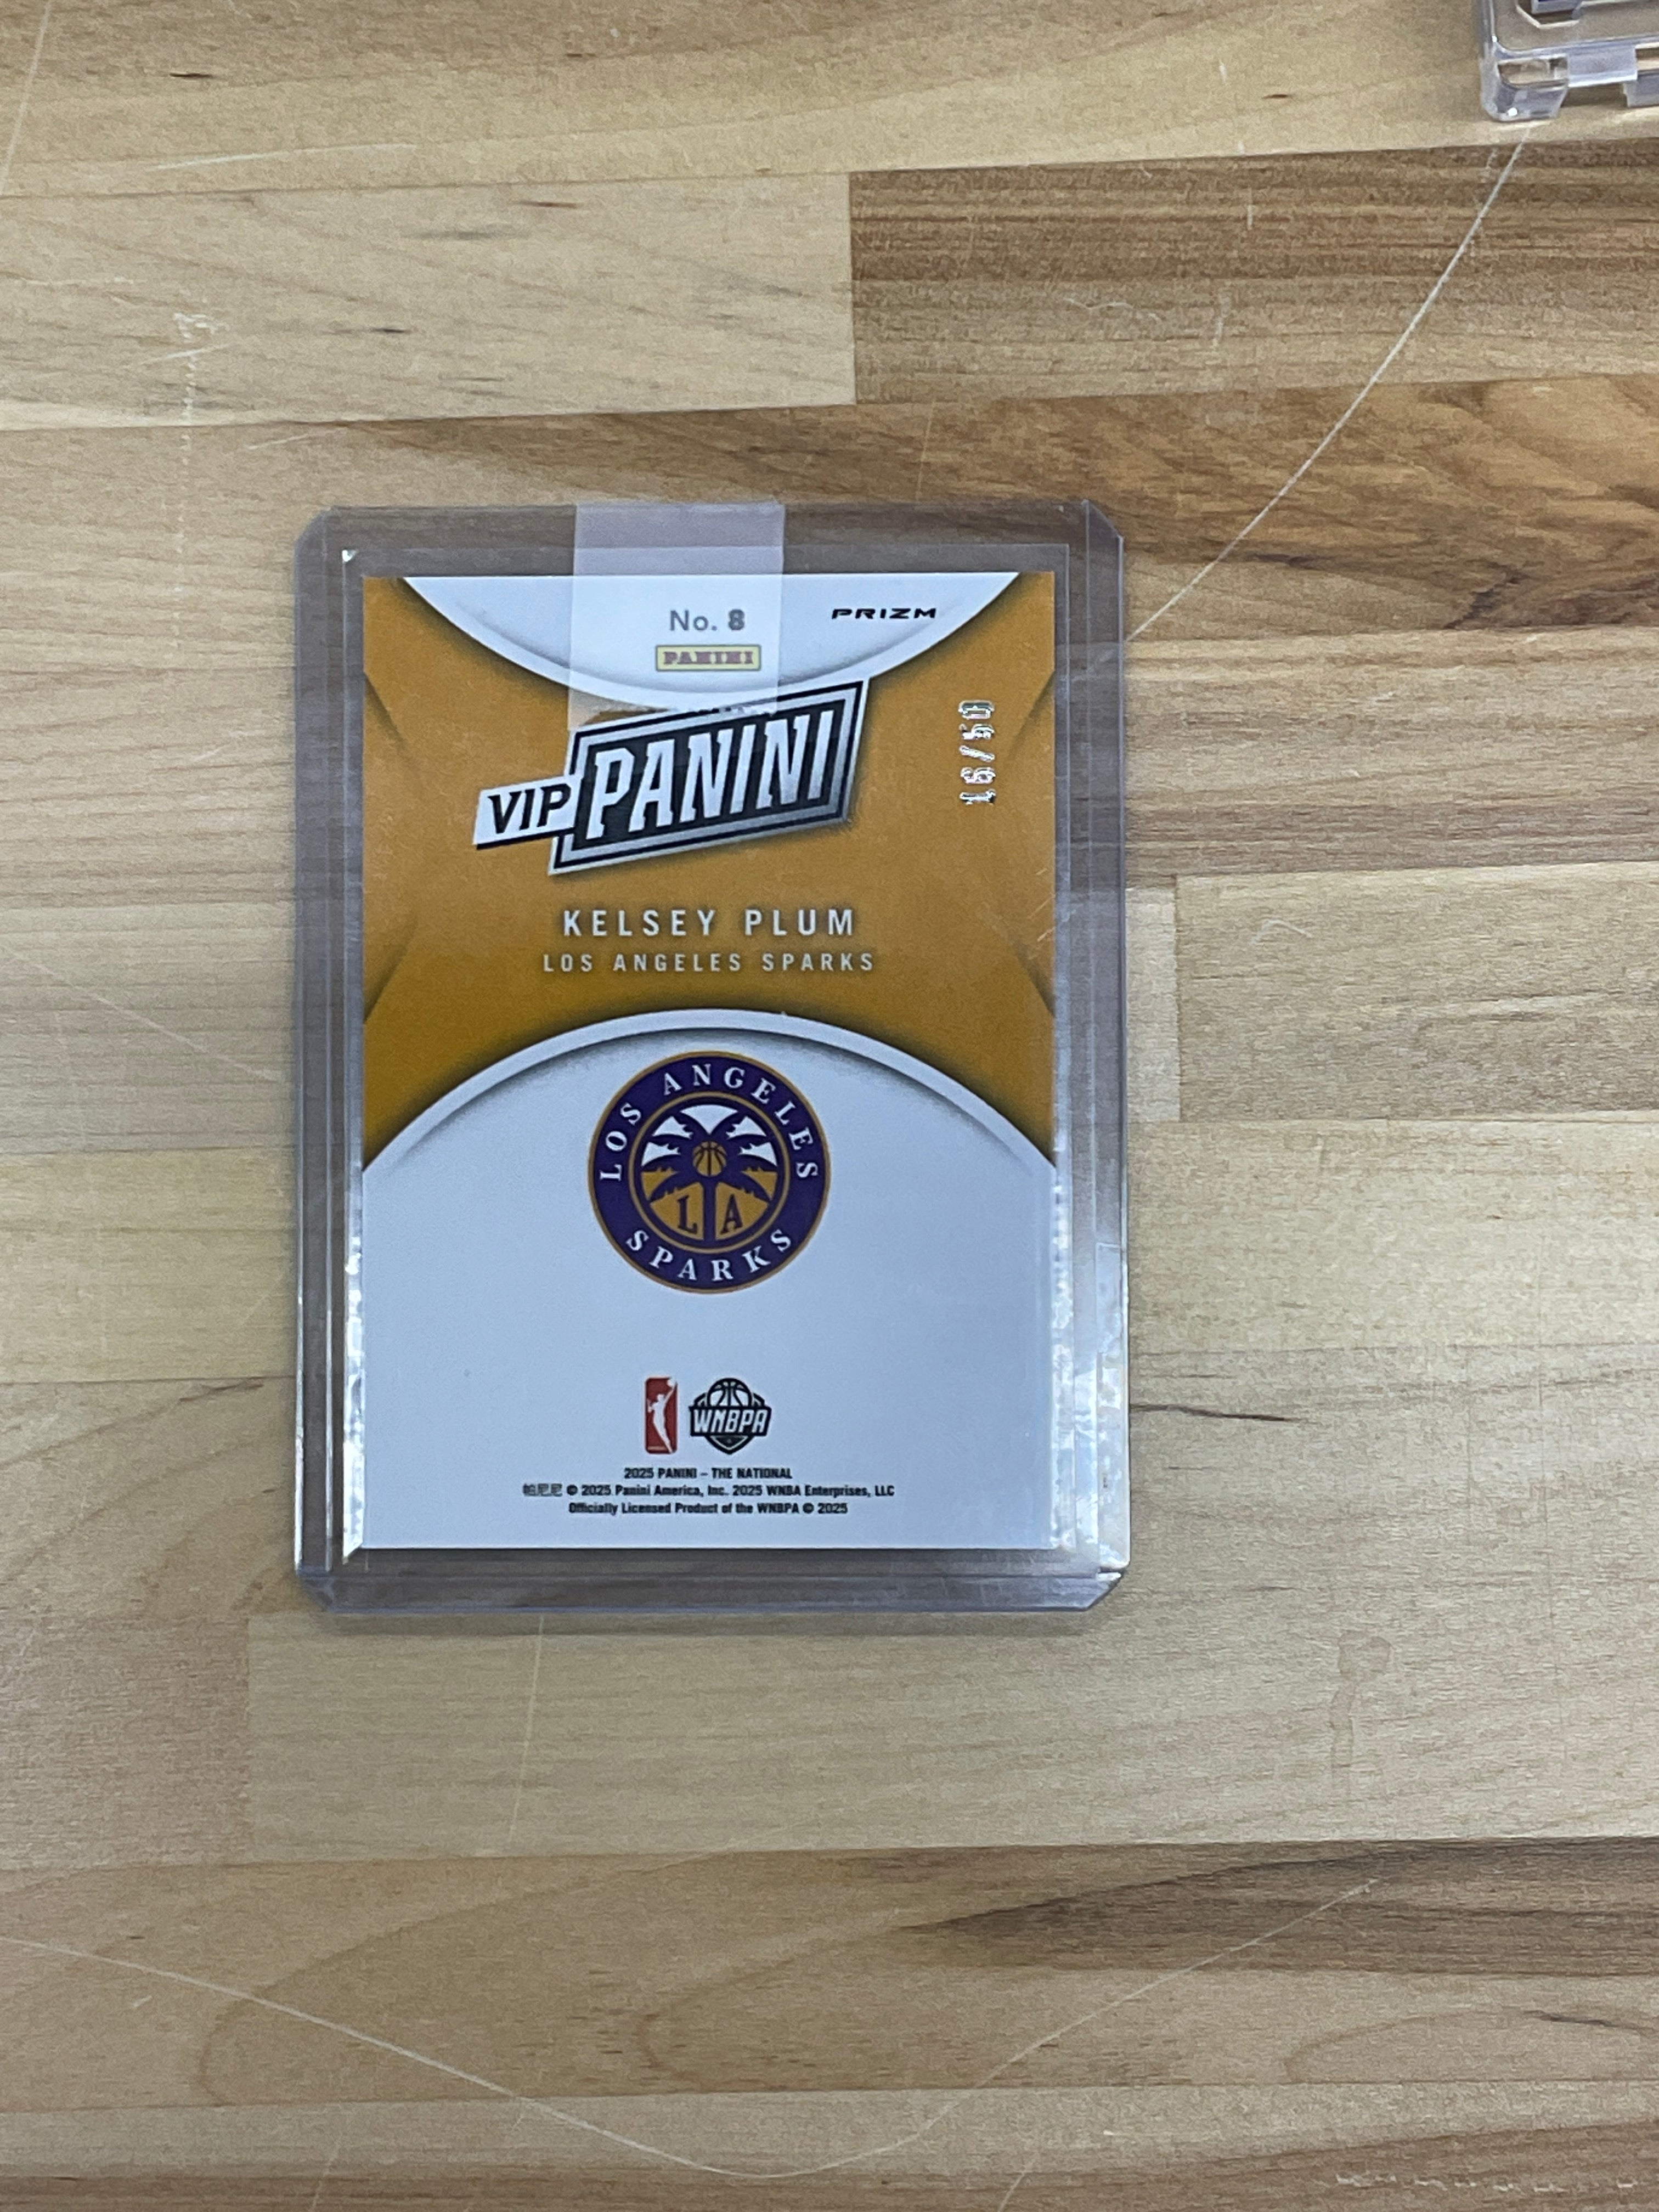 No. 8
PRIZM
PANINI
VIP PANINI
16/50
KELSEY PLUM
LOS ANGELES SPARKS
LOS ANGELES
LA
SPARKS
WNBPA
2025 PANINI – THE NATIONAL
帕尼尼 © 2025 Panini America, Inc. 2025 WNBA Enterprises, LLC
Officially Licensed Product of the WNBPA © 2025